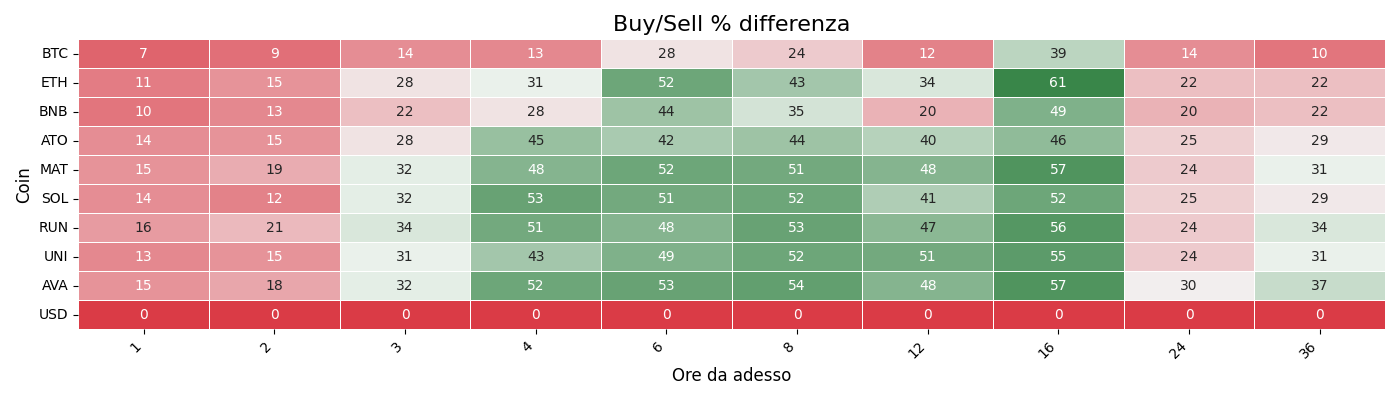 Buy/Sell % differenza
Coin
BTC 7 9 14 13 28 24 12 39 14 10
ETH 11 15 28 31 52 43 34 61 22 22
BNB 10 13 22 28 44 35 20 49 20 22
ATO 14 15 28 45 42 44 40 46 25 29
MAT 15 19 32 48 52 51 48 57 24 31
SOL 14 12 32 53 51 52 41 52 25 29
RUN 16 21 34 51 48 53 47 56 24 34
UNI 13 15 31 43 49 52 51 55 24 31
AVA 15 18 32 52 53 54 48 57 30 37
USD 0 0 0 0 0 0 0 0 0 0
1 2 3 4 6 8 12 16 24 36
Ore da adesso